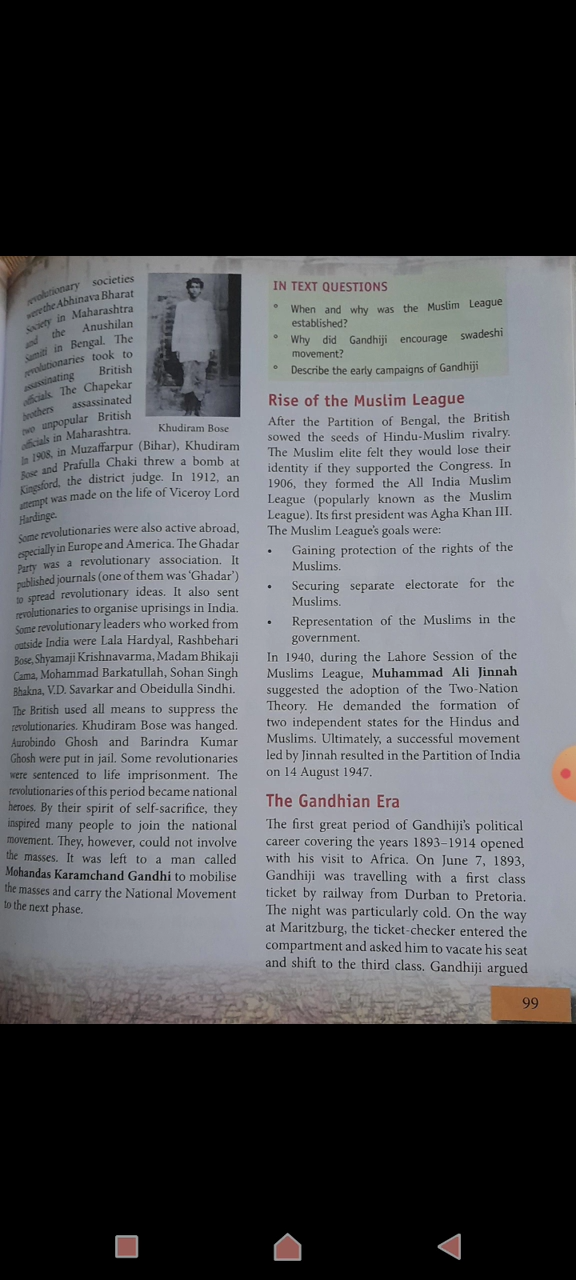 revolutionary societies
were the Abhinava Bharat
Society in Maharashtra
and the Anushilan
Samiti in Bengal. The
revolutionaries took to
assassinating British
officials. The Chapekar
brothers assassinated
two unpopular British
officials in Maharashtra.
Khudiram Bose
In 1908, in Muzaffarpur (Bihar), Khudiram
Bose and Prafulla Chaki threw a bomb at
Kingsford, the district judge. In 1912, an
attempt was made on the life of Viceroy Lord
Hardinge.
Some revolutionaries were also active abroad,
especially in Europe and America. The Ghadar
Party was a revolutionary association. It
published journals (one of them was 'Ghadar')
to spread revolutionary ideas. It also sent
revolutionaries to organise uprisings in India.
Some revolutionary leaders who worked from
outside India were Lala Hardyal, Rashbehari
Bose, Shyamaji Krishnavarma, Madam Bhikaji
Cama, Mohammad Barkatullah, Sohan Singh
Bhakna, V.D. Savarkar and Obeidulla Sindhi.
The British used all means to suppress the
revolutionaries. Khudiram Bose was hanged.
Aurobindo Ghosh and Barindra Kumar
Ghosh were put in jail. Some revolutionaries
were sentenced to life imprisonment. The
revolutionaries of this period became national
heroes. By their spirit of self-sacrifice, they
inspired many people to join the national
movement. They, however, could not involve
the masses. It was left to a man called
Mohandas Karamchand Gandhi to mobilise
the masses and carry the National Movement
to the next phase.
IN TEXT QUESTIONS
° When and why was the Muslim League
established?
° Why did Gandhiji encourage swadeshi
movement?
° Describe the early campaigns of Gandhiji
Rise of the Muslim League
After the Partition of Bengal, the British
sowed the seeds of Hindu-Muslim rivalry.
The Muslim elite felt they would lose their
identity if they supported the Congress. In
1906, they formed the All India Muslim
League (popularly known as the Muslim
League). Its first president was Agha Khan III.
The Muslim League's goals were:
• Gaining protection of the rights of the
Muslims.
• Securing separate electorate for the
Muslims.
• Representation of the Muslims in the
government.
In 1940, during the Lahore Session of the
Muslims League, Muhammad Ali Jinnah
suggested the adoption of the Two-Nation
Theory. He demanded the formation of
two independent states for the Hindus and
Muslims. Ultimately, a successful movement
led by Jinnah resulted in the Partition of India
on 14 August 1947.
The Gandhian Era
The first great period of Gandhiji's political
career covering the years 1893–1914 opened
with his visit to Africa. On June 7, 1893,
Gandhiji was travelling with a first class
ticket by railway from Durban to Pretoria.
The night was particularly cold. On the way
at Maritzburg, the ticket-checker entered the
compartment and asked him to vacate his seat
and shift to the third class. Gandhiji argued
99